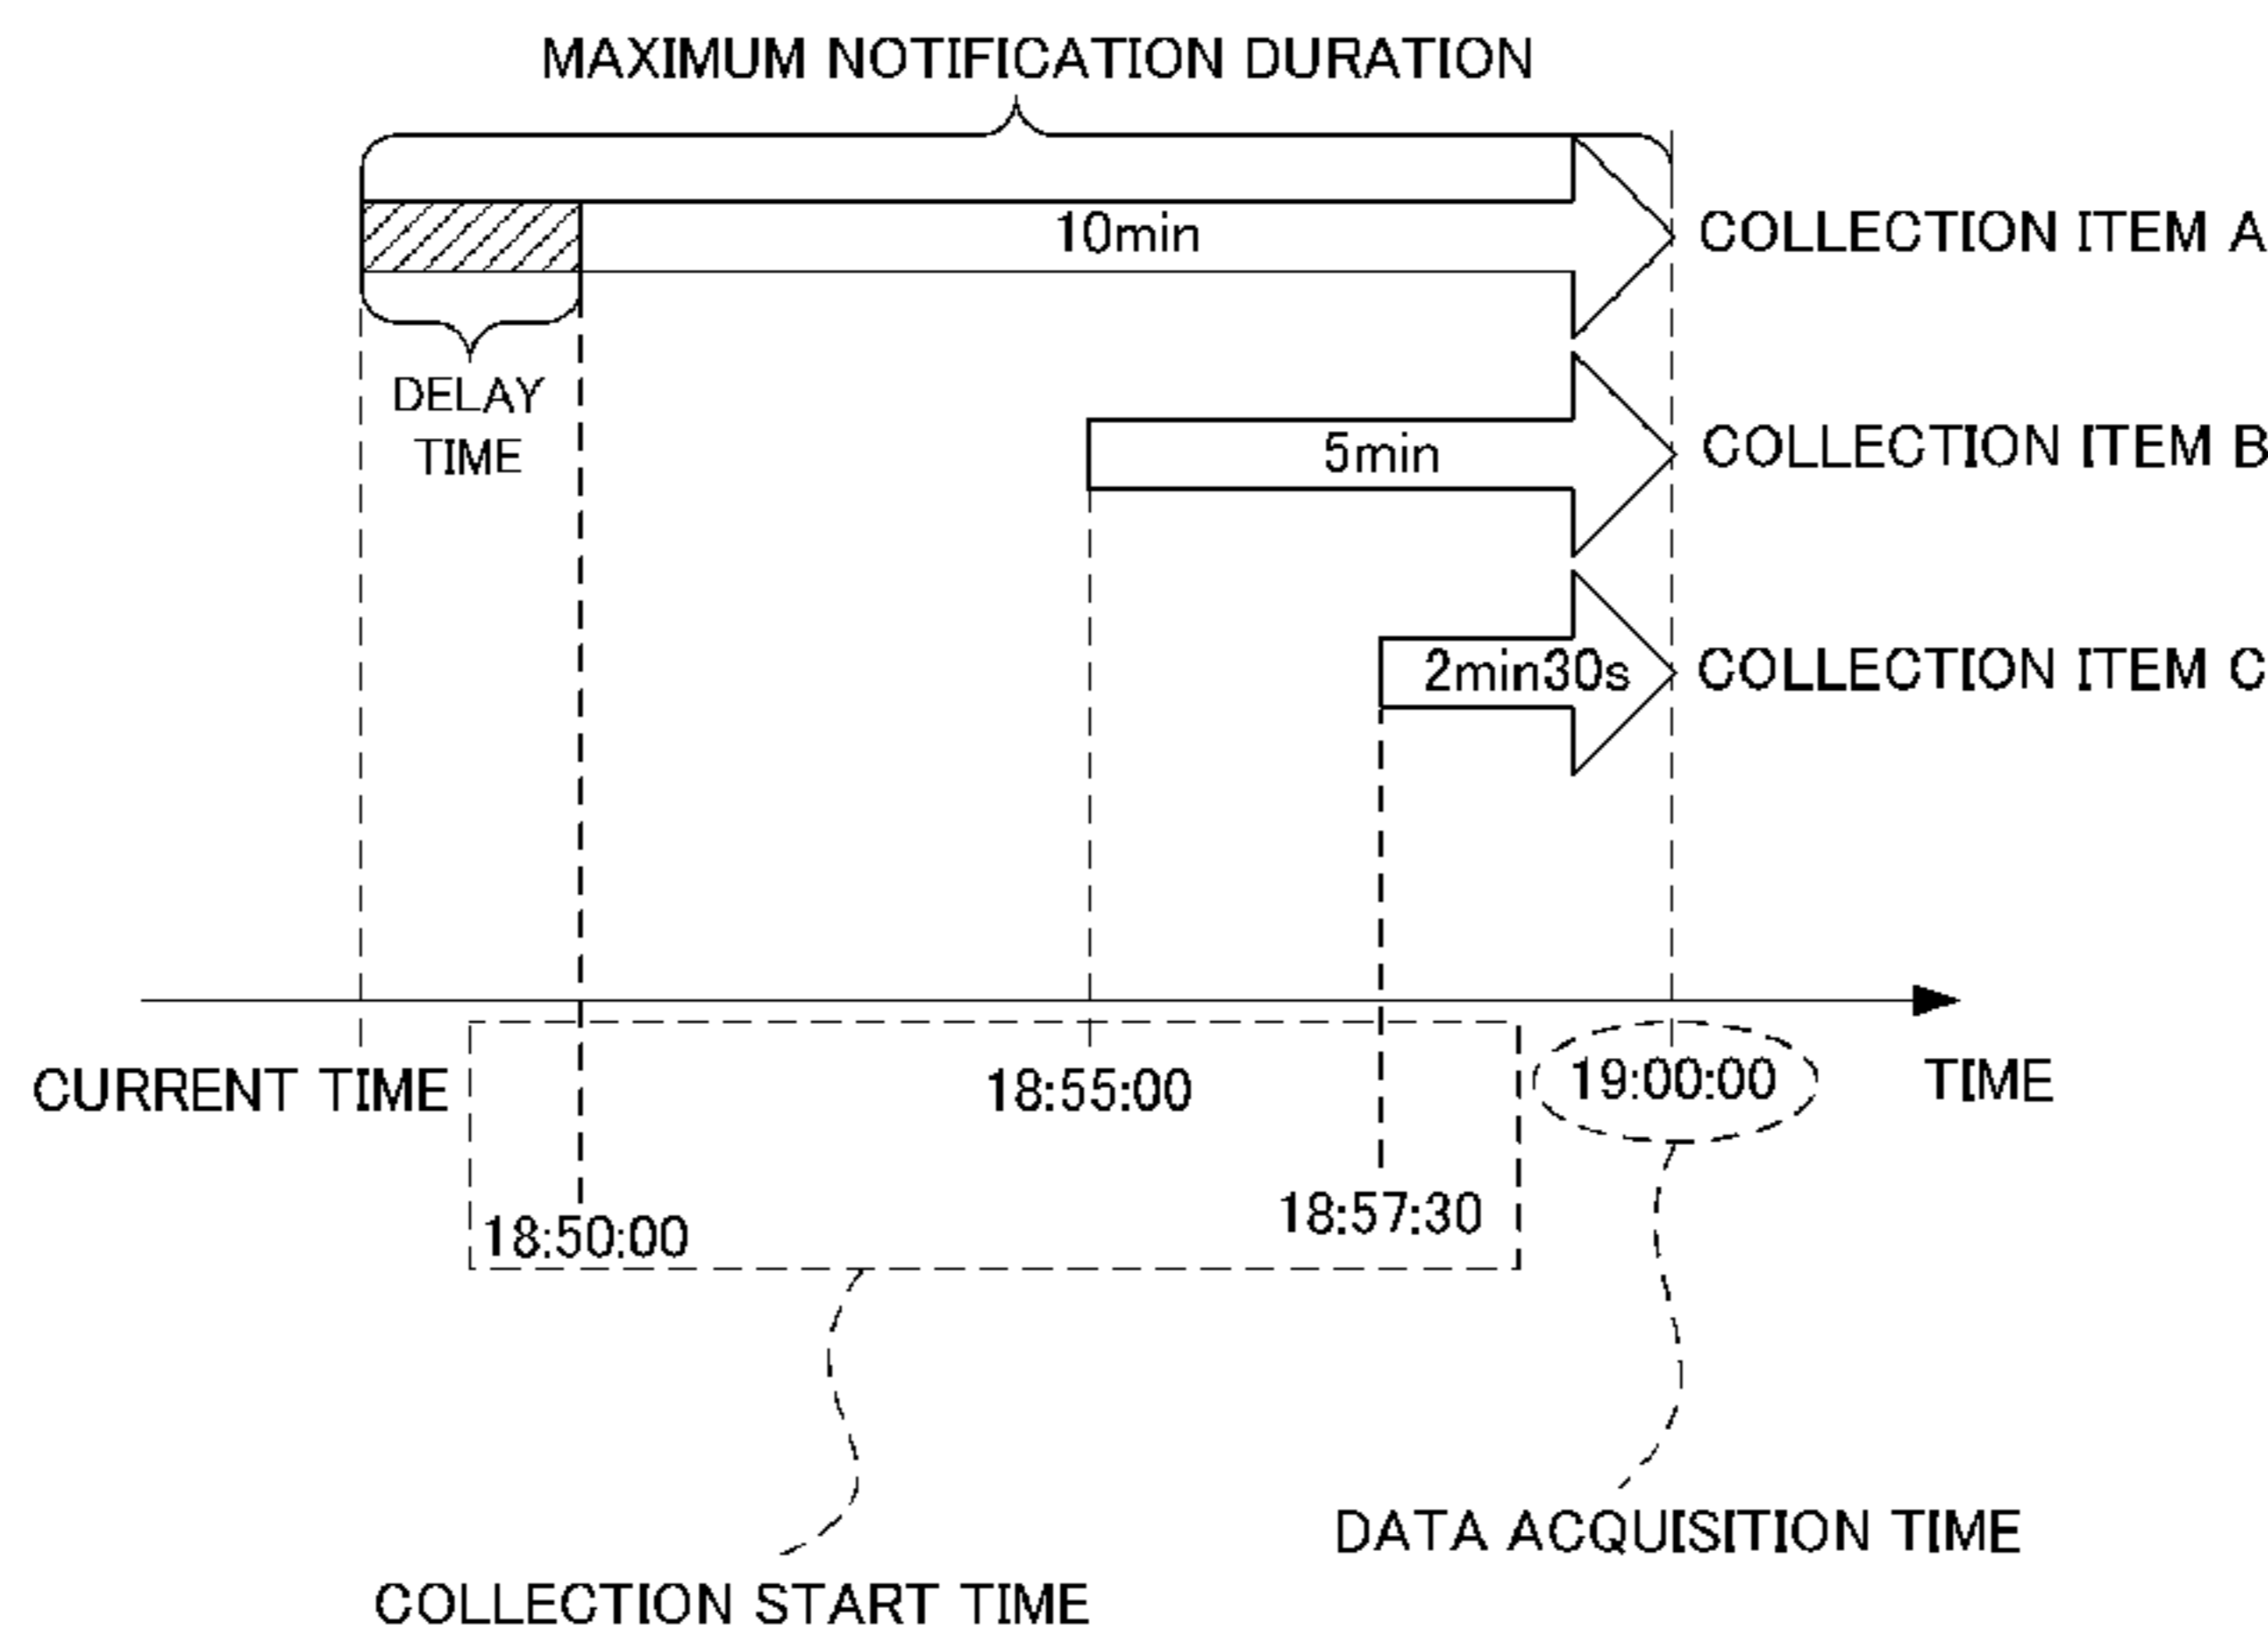 MAXIMUM NOTIFICATION DURATION
10min
COLLECTION ITEM A
DELAY
TIME
5min
COLLECTION ITEM B
2min30s
COLLECTION ITEM C
CURRENT TIME
18:55:00
19:00:00
TIME
18:50:00
18:57:30
DATA ACQUISITION TIME
COLLECTION START TIME